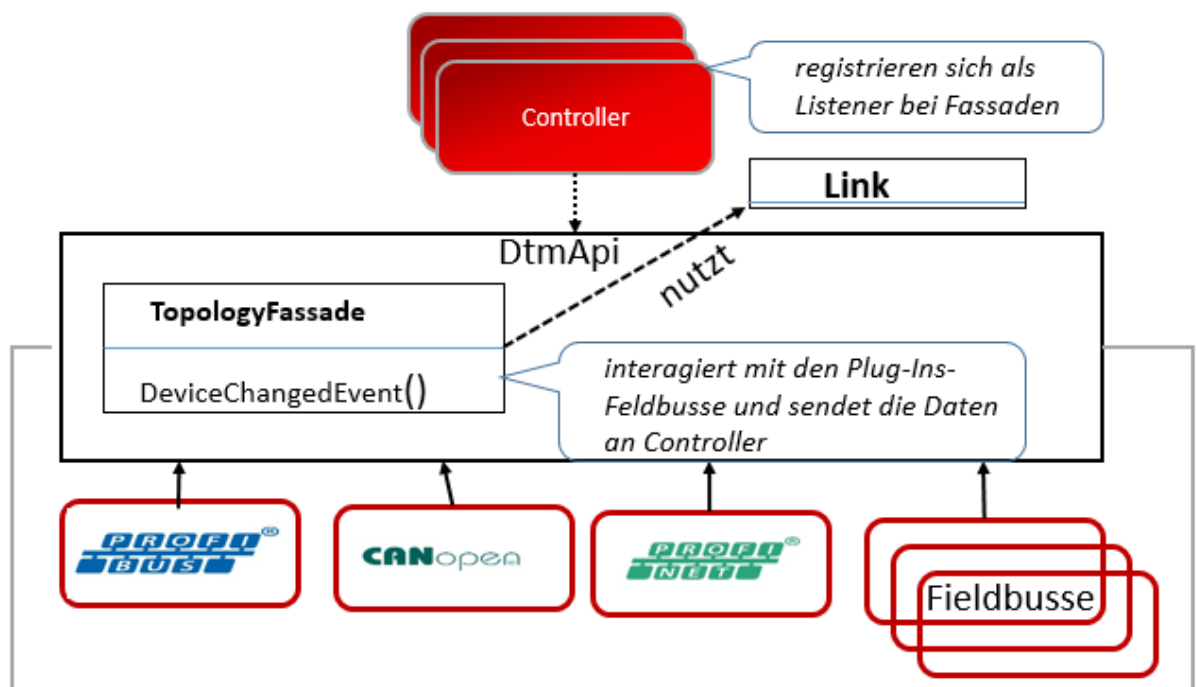 Controller
registrieren sich als
Listener bei Fassaden
Link
DtmApi
nutzt
TopologyFassade
DeviceChangedEvent()
interagiert mit den Plug-Ins-
Feldbusse und sendet die Daten
an Controller
PROFI®
BUS
CANopen
PROFI®
NET
Fieldbusse